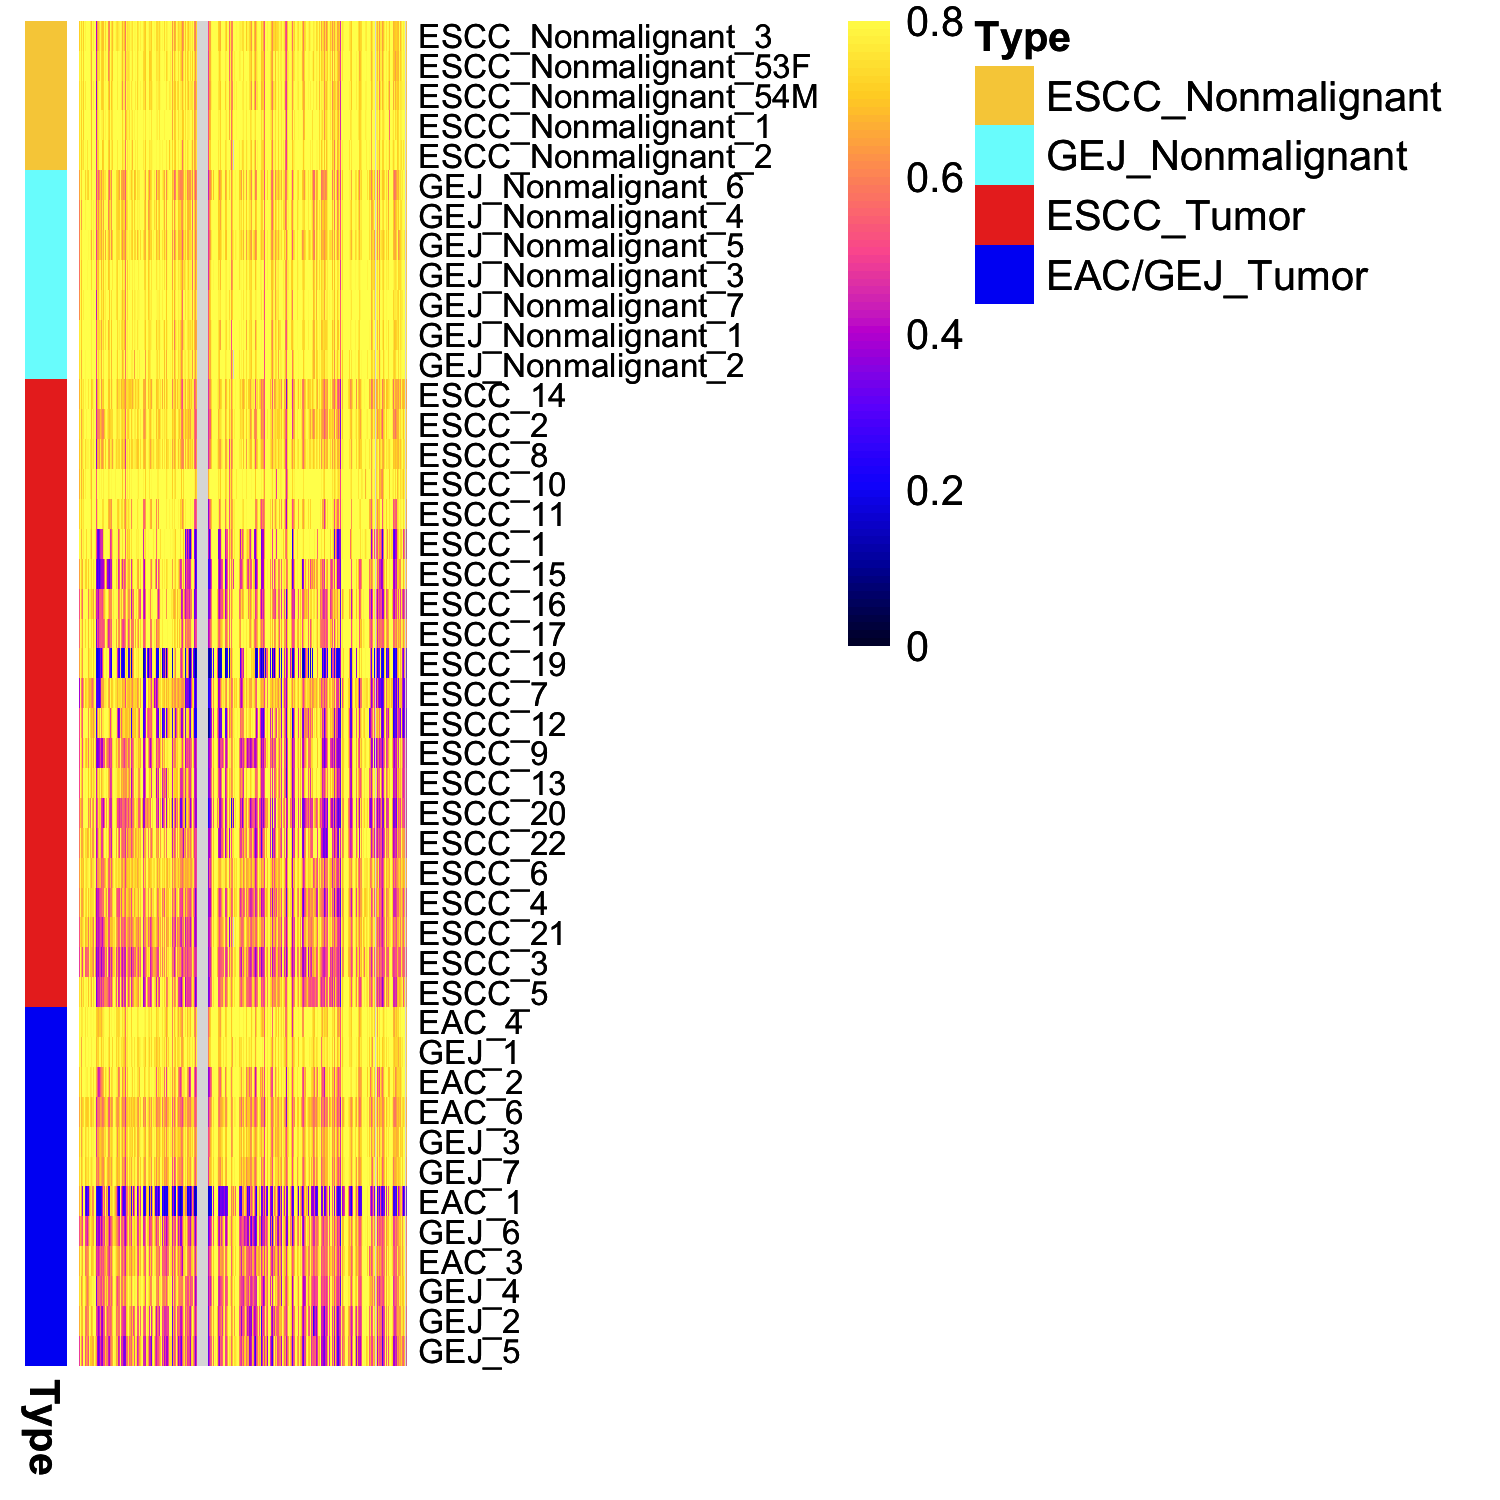 ESCC_Nonmalignant_3
ESCC_Nonmalignant_53F
ESCC_Nonmalignant_54M
ESCC_Nonmalignant_1
ESCC_Nonmalignant_2
GEJ_Nonmalignant_6
GEJ_Nonmalignant_4
GEJ_Nonmalignant_5
GEJ_Nonmalignant_3
GEJ_Nonmalignant_7
GEJ_Nonmalignant_1
GEJ_Nonmalignant_2
ESCC_14
ESCC_2
ESCC_8
ESCC_10
ESCC_11
ESCC_1
ESCC_15
ESCC_16
ESCC_17
ESCC_19
ESCC_7
ESCC_12
ESCC_9
ESCC_13
ESCC_20
ESCC_22
ESCC_6
ESCC_4
ESCC_21
ESCC_3
ESCC_5
EAC_4
GEJ_1
EAC_2
EAC_6
GEJ_3
GEJ_7
EAC_1
GEJ_6
EAC_3
GEJ_4
GEJ_2
GEJ_5
Type
0.8
0.6
0.4
0.2
0
Type
ESCC_Nonmalignant
GEJ_Nonmalignant
ESCC_Tumor
EAC/GEJ_Tumor